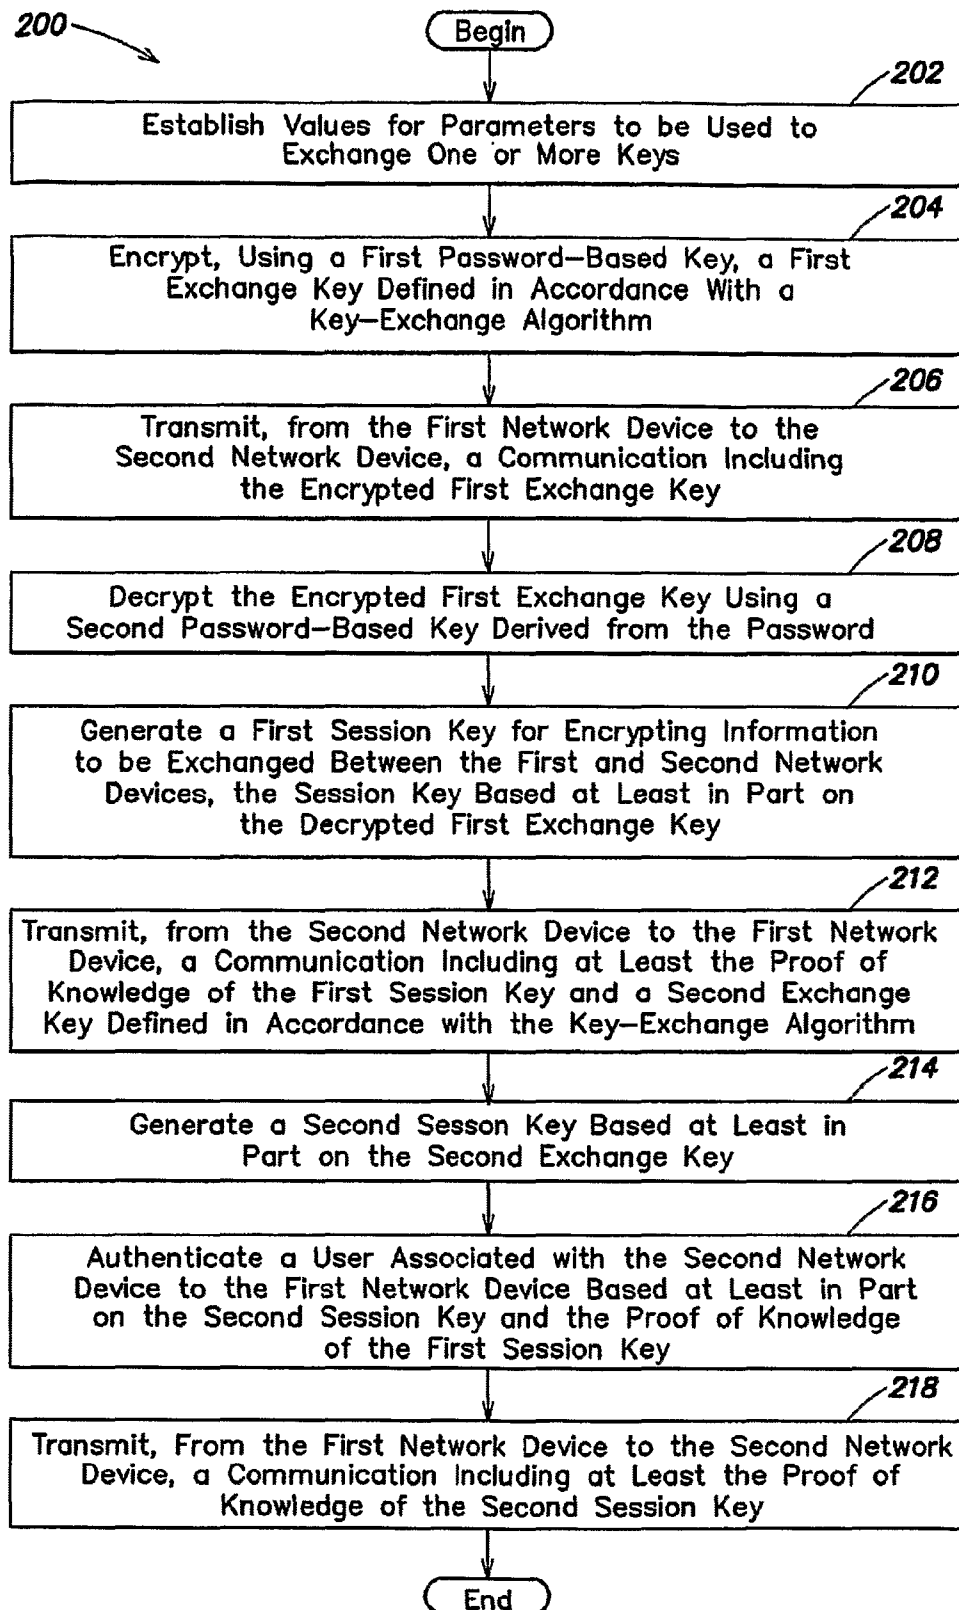 200
Begin
202
Establish Values for Parameters to be Used to
Exchange One or More Keys
204
Encrypt, Using a First Password-Based Key, a First
Exchange Key Defined in Accordance With a
Key-Exchange Algorithm
206
Transmit, from the First Network Device to the
Second Network Device, a Communication Including
the Encrypted First Exchange Key
208
Decrypt the Encrypted First Exchange Key Using a
Second Password-Based Key Derived from the Password
210
Generate a First Session Key for Encrypting Information
to be Exchanged Between the First and Second Network
Devices, the Session Key Based at Least in Part on
the Decrypted First Exchange Key
212
Transmit, from the Second Network Device to the First Network
Device, a Communication Including at Least the Proof of
Knowledge of the First Session Key and a Second Exchange
Key Defined in Accordance with the Key-Exchange Algorithm
214
Generate a Second Sesson Key Based at Least in
Part on the Second Exchange Key
216
Authenticate a User Associated with the Second Network
Device to the First Network Device Based at Least in Part
on the Second Session Key and the Proof of Knowledge
of the First Session Key
218
Transmit, From the First Network Device to the Second Network
Device, a Communication Including at Least the Proof of
Knowledge of the Second Session Key
End